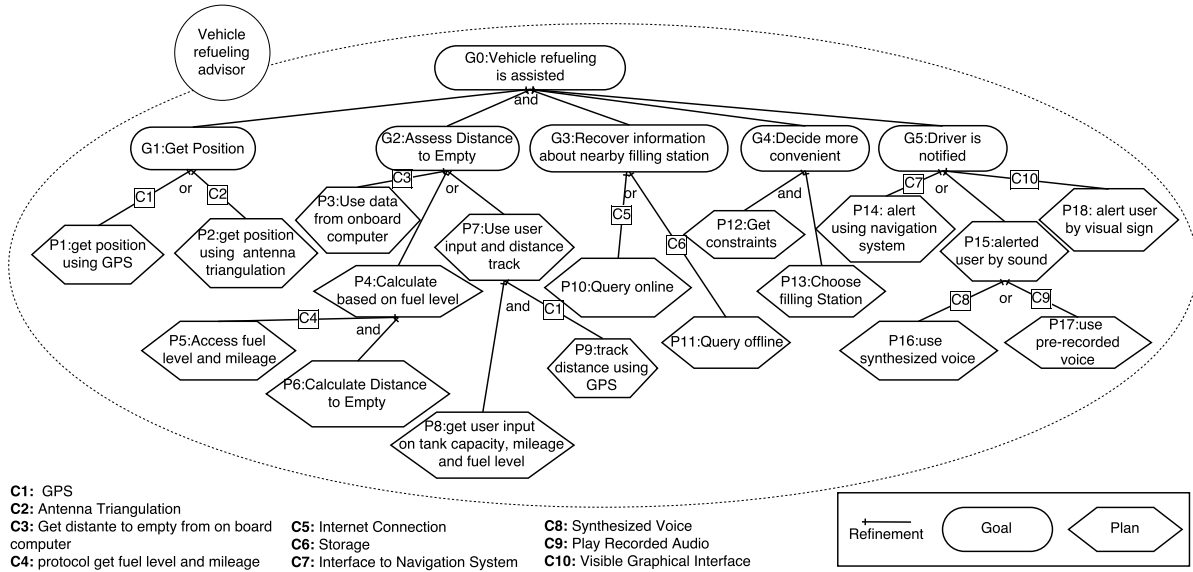 Vehicle
refueling
advisor
G0:Vehicle refueling
is assisted
and
G1:Get Position
G2:Assess Distance
to Empty
G3:Recover information
about nearby filling station
G4:Decide more
convenient
G5:Driver is
notified
C1
or
C2
C3
or
or
C5
C6
and
C7
or
C10
P1:get position
using GPS
P2:get position
using antenna
triangulation
P3:Use data
from onboard
computer
P7:Use user
input and distance
track
P12:Get
constraints
P14: alert
using navigation
system
P15:alerted
user by sound
P18: alert user
by visual sign
P4:Calculate
based on fuel level
P10:Query online
P13:Choose
filling Station
C4
and
and
C1
C8
or
C9
P5:Access fuel
level and mileage
P6:Calculate Distance
to Empty
P9:track
distance using
GPS
P11:Query offline
P16:use
synthesized voice
P17:use
pre-recorded
voice
P8:get user input
on tank capacity, mileage
and fuel level
C1: GPS
C2: Antenna Triangulation
C3: Get distante to empty from on board
computer
C4: protocol get fuel level and mileage
C5: Internet Connection
C6: Storage
C7: Interface to Navigation System
C8: Synthesized Voice
C9: Play Recorded Audio
C10: Visible Graphical Interface
Refinement
Goal
Plan